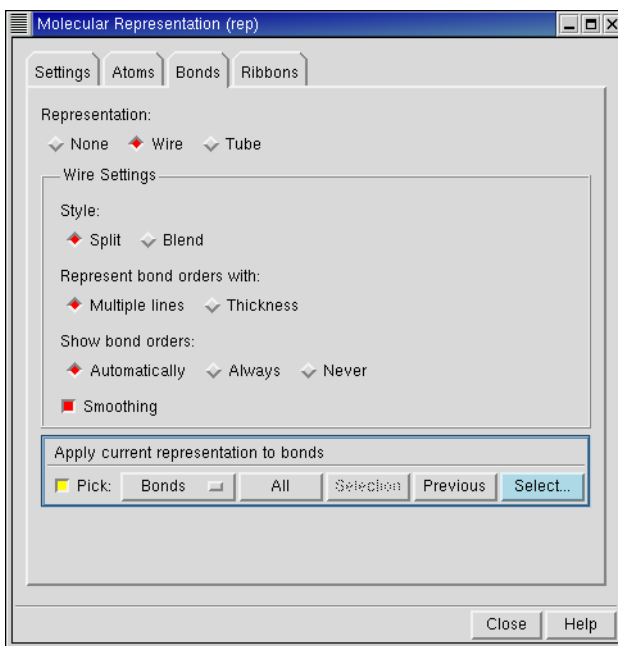 Molecular Representation (rep)
Settings Atoms Bonds Ribbons
Representation:
None Wire Tube
Wire Settings
Style:
Split Blend
Represent bond orders with:
Multiple lines Thickness
Show bond orders:
Automatically Always Never
Smoothing
Apply current representation to bonds
Pick: Bonds All Selection Previous Select...
Close Help